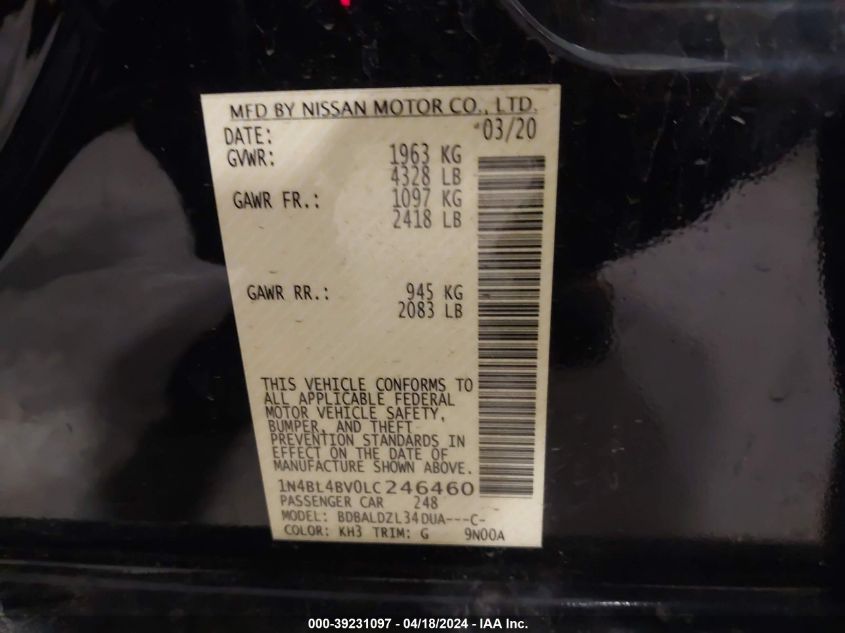 MFD BY NISSAN MOTOR CO., LTD.
DATE: 03/20
GVWR: 1963 KG
4328 LB
GAWR FR.: 1097 KG
2418 LB
GAWR RR.: 945 KG
2083 LB
THIS VEHICLE CONFORMS TO
ALL APPLICABLE FEDERAL
MOTOR VEHICLE SAFETY,
BUMPER, AND THEFT
PREVENTION STANDARDS IN
EFFECT ON THE DATE OF
MANUFACTURE SHOWN ABOVE.
1N4BL4BV0LC246460
PASSENGER CAR 248
MODEL: BDBALDZL34DUA---C-
COLOR: KH3 TRIM: G 9N00A
000-39231097 - 04/18/2024 - IAA Inc.